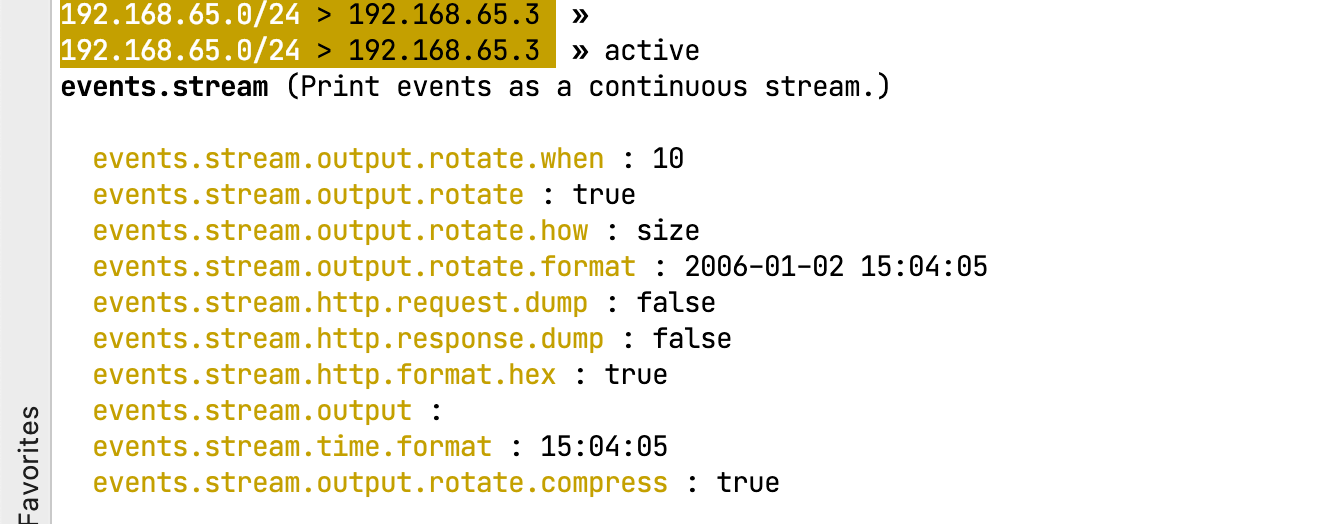 192.168.65.0/24 > 192.168.65.3 »
192.168.65.0/24 > 192.168.65.3 » active
events.stream (Print events as a continuous stream.)
events.stream.output.rotate.when : 10
events.stream.output.rotate : true
events.stream.output.rotate.how : size
events.stream.output.rotate.format : 2006-01-02 15:04:05
events.stream.http.request.dump : false
events.stream.http.response.dump : false
events.stream.http.format.hex : true
events.stream.output :
events.stream.time.format : 15:04:05
events.stream.output.rotate.compress : true
Favorites